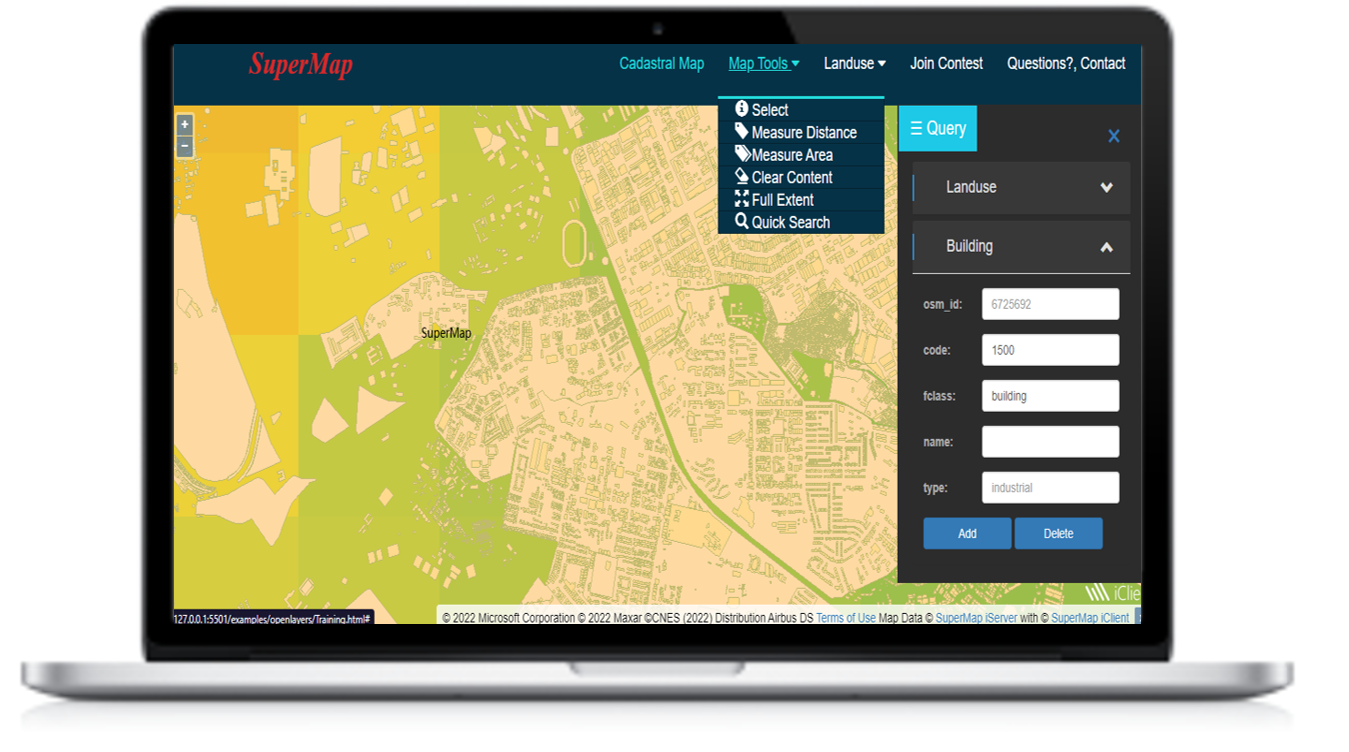 SuperMap
Cadastral Map
Map Tools
Landuse
Join Contest
Questions?, Contact
Select
Measure Distance
Measure Area
Clear Content
Full Extent
Quick Search
+
−
☰ Query
X
Landuse
Building
osm_id: 6725692
code: 1500
fclass: building
name:
type: industrial
Add
Delete
SuperMap
iClie
127.0.0.1:5501/examples/openlayers/Training.html#
© 2022 Microsoft Corporation © 2022 Maxar ©CNES (2022) Distribution Airbus DS Terms of Use Map Data © SuperMap iServer with © SuperMap iClient